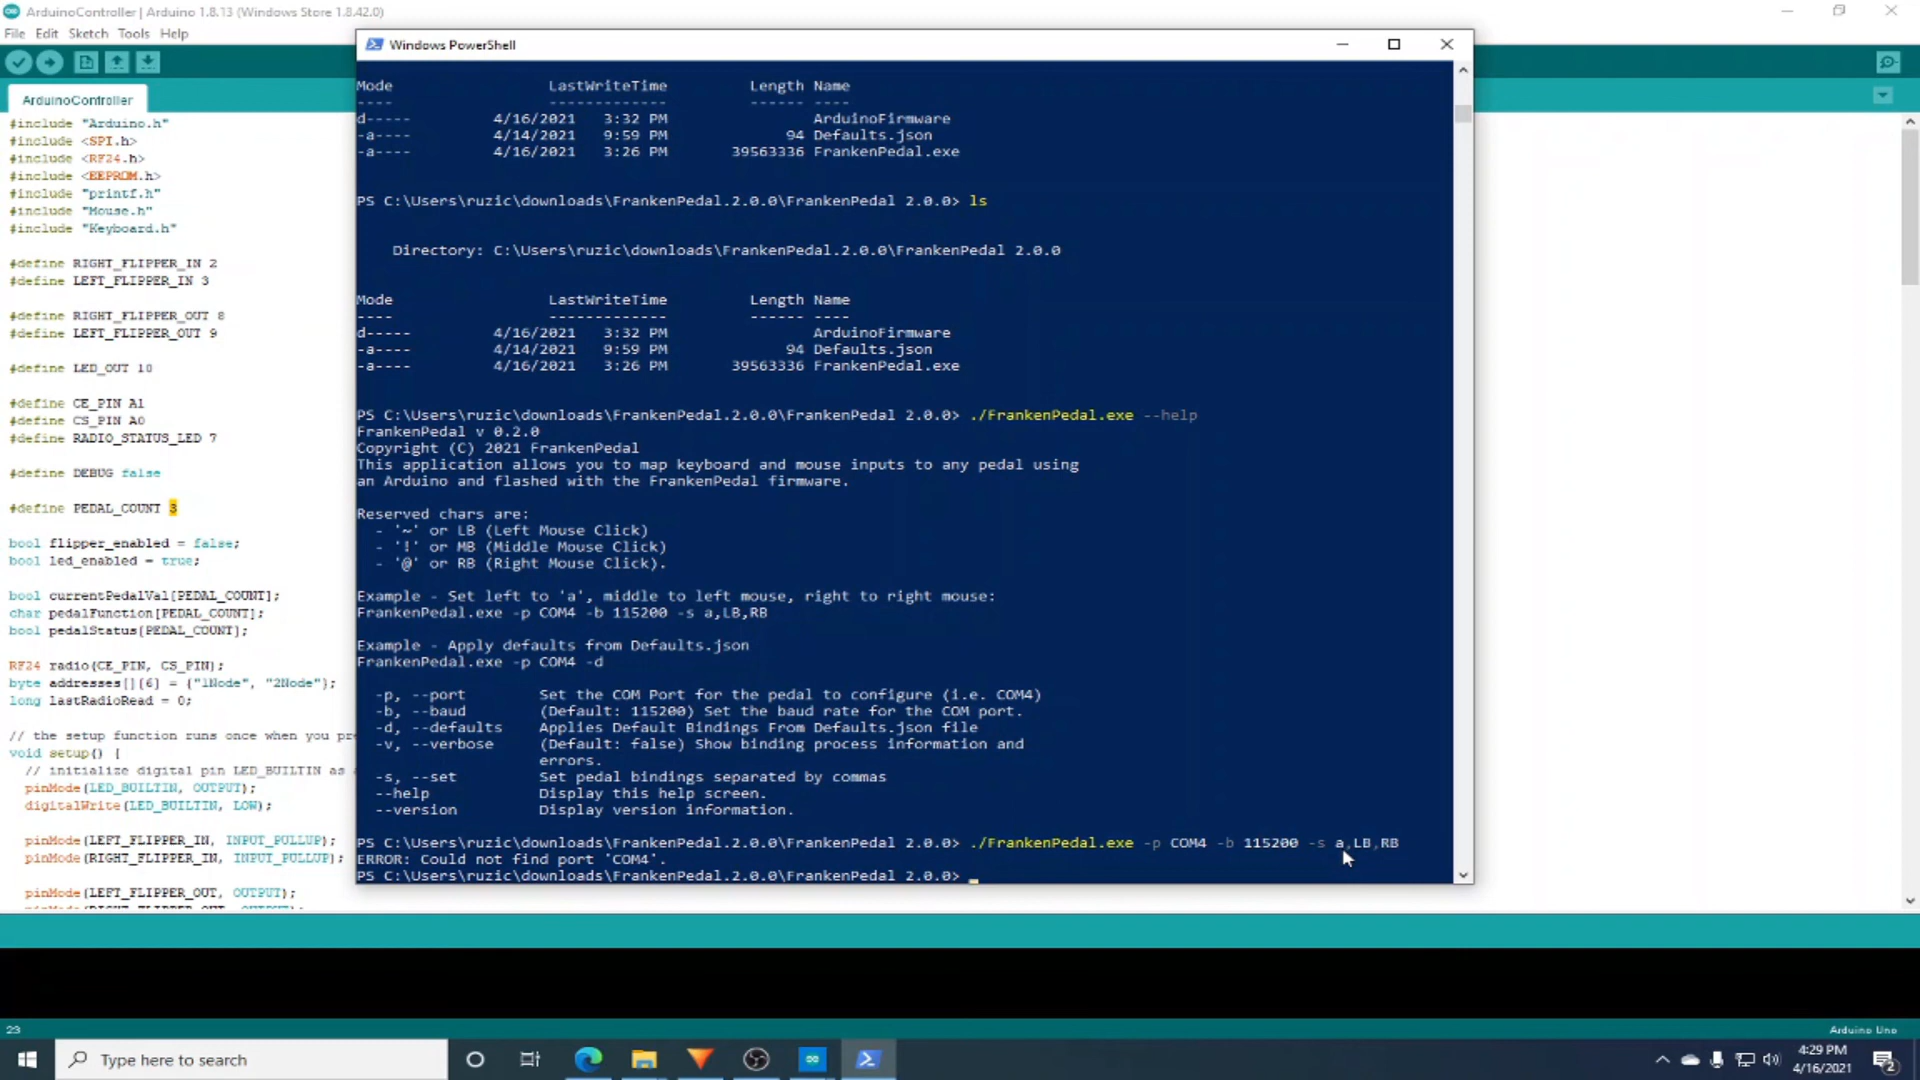 ArduinoController | Arduino 1.8.13 (Windows Store 1.8.42.0)
File Edit Sketch Tools Help
ArduinoController
#include "Arduino.h"
#include <SPI.h>
#include <RF24.h>
#include <EEPROM.h>
#include "printf.h"
#include "Mouse.h"
#include "Keyboard.h"
#define RIGHT_FLIPPER_IN 2
#define LEFT_FLIPPER_IN 3
#define RIGHT_FLIPPER_OUT 8
#define LEFT_FLIPPER_OUT 9
#define LED_OUT 10
#define CE_PIN A1
#define CS_PIN A0
#define RADIO_STATUS_LED 7
#define DEBUG false
#define PEDAL_COUNT 3
bool flipper_enabled = false;
bool led_enabled = true;
bool currentPedalVal[PEDAL_COUNT];
char pedalFunction[PEDAL_COUNT];
bool pedalStatus[PEDAL_COUNT];
RF24 radio(CE_PIN, CS_PIN);
byte addresses[][6] = {"1Node", "2Node"};
long lastRadioRead = 0;
// the setup function runs once when you pr
void setup() {
// initialize digital pin LED_BUILTIN as
pinMode(LED_BUILTIN, OUTPUT);
digitalWrite(LED_BUILTIN, LOW);
pinMode(LEFT_FLIPPER_IN, INPUT_PULLUP);
pinMode(RIGHT_FLIPPER_IN, INPUT_PULLUP);
pinMode(LEFT_FLIPPER_OUT, OUTPUT);
Windows PowerShell
Mode LastWriteTime Length Name
---- ------------- ------ ----
d----- 4/16/2021 3:32 PM ArduinoFirmware
-a---- 4/14/2021 9:59 PM 94 Defaults.json
-a---- 4/16/2021 3:26 PM 39563336 FrankenPedal.exe
PS C:\Users\ruzic\downloads\FrankenPedal.2.0.0\FrankenPedal 2.0.0> ls
Directory: C:\Users\ruzic\downloads\FrankenPedal.2.0.0\FrankenPedal 2.0.0
Mode LastWriteTime Length Name
---- ------------- ------ ----
d----- 4/16/2021 3:32 PM ArduinoFirmware
-a---- 4/14/2021 9:59 PM 94 Defaults.json
-a---- 4/16/2021 3:26 PM 39563336 FrankenPedal.exe
PS C:\Users\ruzic\downloads\FrankenPedal.2.0.0\FrankenPedal 2.0.0> ./FrankenPedal.exe --help
FrankenPedal v 0.2.0
Copyright (C) 2021 FrankenPedal
This application allows you to map keyboard and mouse inputs to any pedal using
an Arduino and flashed with the FrankenPedal firmware.
Reserved chars are:
- '~' or LB (Left Mouse Click)
- '!' or MB (Middle Mouse Click)
- '@' or RB (Right Mouse Click).
Example - Set left to 'a', middle to left mouse, right to right mouse:
FrankenPedal.exe -p COM4 -b 115200 -s a,LB,RB
Example - Apply defaults from Defaults.json
FrankenPedal.exe -p COM4 -d
-p, --port Set the COM Port for the pedal to configure (i.e. COM4)
-b, --baud (Default: 115200) Set the baud rate for the COM port.
-d, --defaults Applies Default Bindings From Defaults.json file
-v, --verbose (Default: false) Show binding process information and
errors.
-s, --set Set pedal bindings separated by commas
--help Display this help screen.
--version Display version information.
PS C:\Users\ruzic\downloads\FrankenPedal.2.0.0\FrankenPedal 2.0.0> ./FrankenPedal.exe -p COM4 -b 115200 -s a,LB,RB
ERROR: Could not find port 'COM4'.
PS C:\Users\ruzic\downloads\FrankenPedal.2.0.0\FrankenPedal 2.0.0>
23
Arduino Uno
Type here to search
4:29 PM
4/16/2021
2